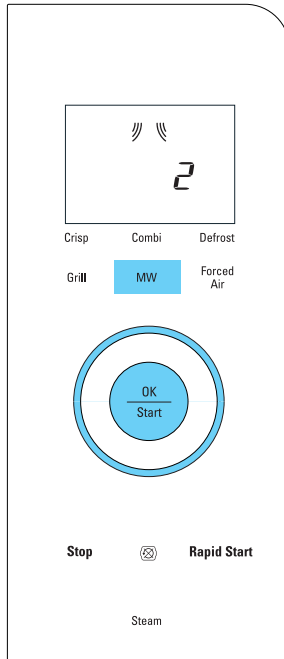 2
Crisp Combi Defrost
Grill MW Forced
Air
OK
Start
Stop Rapid Start
Steam